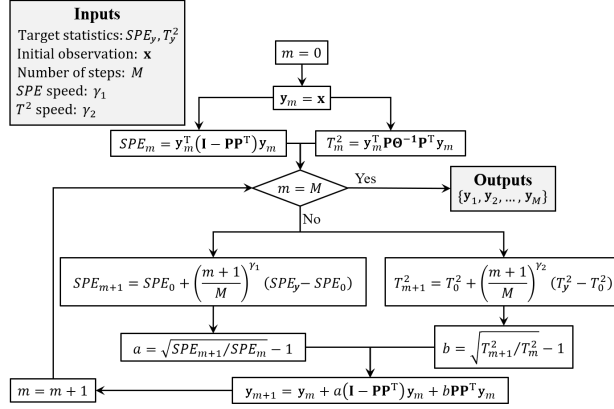 Inputs
Target statistics: SPE_y, T_y^2
Initial observation: x
Number of steps: M
SPE speed: γ_1
T^2 speed: γ_2
m = 0
y_m = x
SPE_m = y_m^T(I − PP^T)y_m
T_m^2 = y_m^T PΘ^{−1}P^T y_m
m = M
Yes
Outputs
{y_1, y_2, ..., y_M}
No
SPE_{m+1} = SPE_0 + ((m + 1)/M)^{γ_1} (SPE_y − SPE_0)
T_{m+1}^2 = T_0^2 + ((m + 1)/M)^{γ_2} (T_y^2 − T_0^2)
a = √(SPE_{m+1}/SPE_m) − 1
b = √(T_{m+1}^2/T_m^2) − 1
m = m + 1
y_{m+1} = y_m + a(I − PP^T)y_m + bPP^T y_m